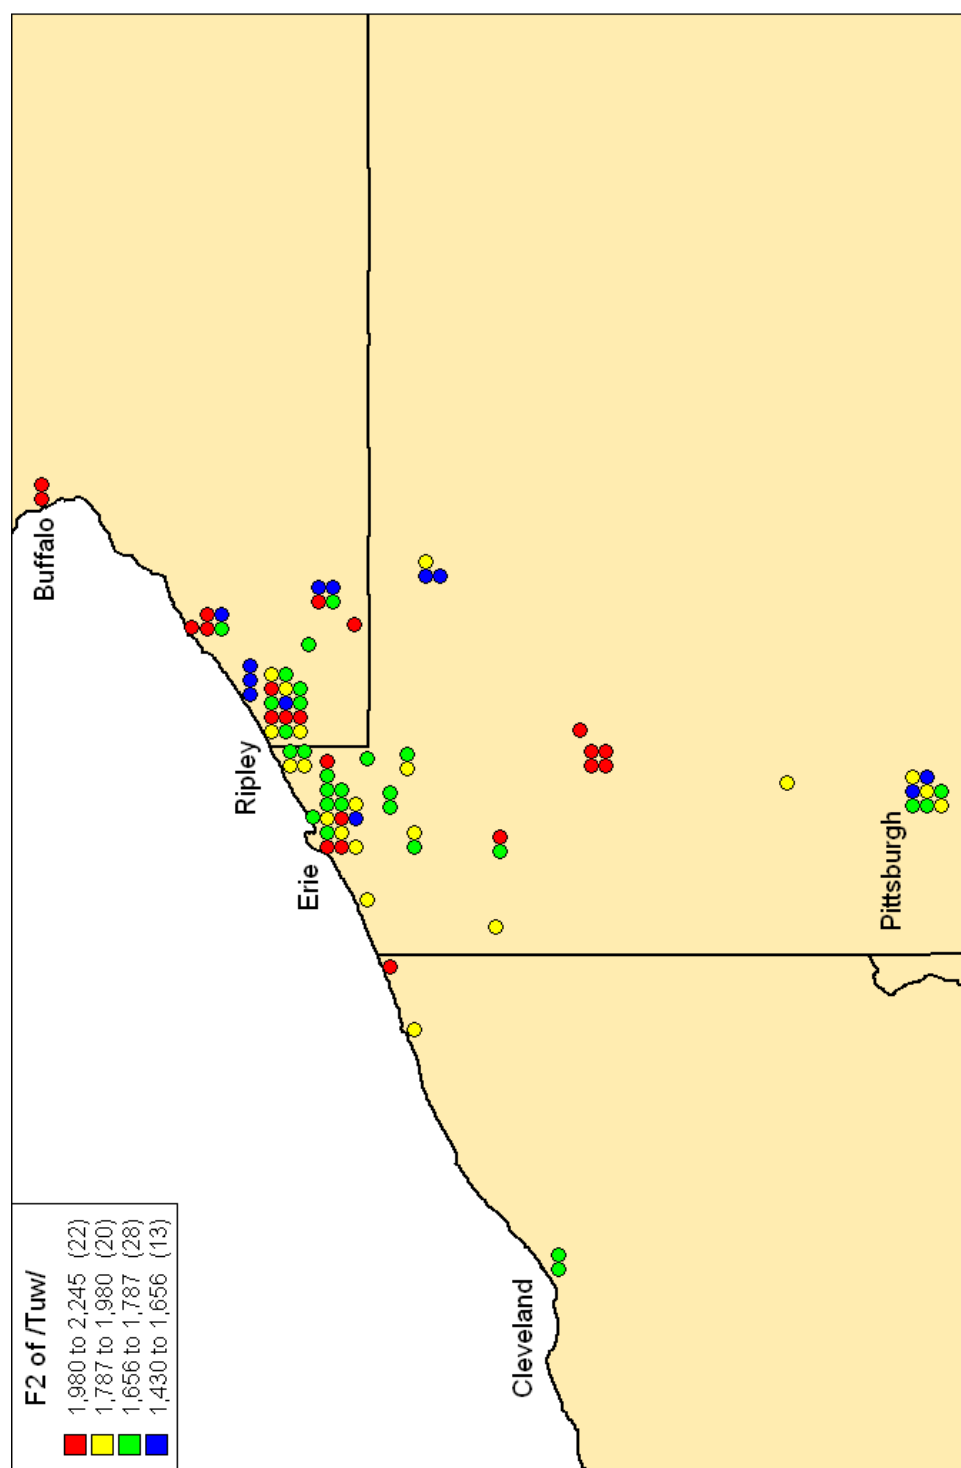 F2 of /Tuw/
1,980 to 2,245 (22)
1,787 to 1,980 (20)
1,656 to 1,787 (28)
1,430 to 1,656 (13)
Buffalo
Ripley
Erie
Cleveland
Pittsburgh